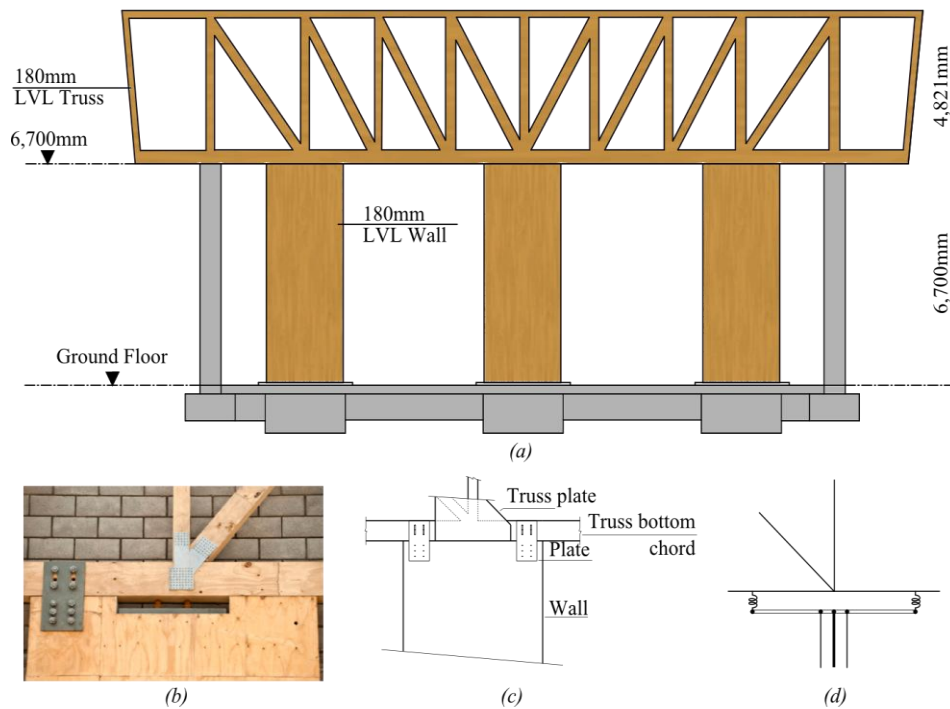 180mm
LVL Truss
6,700mm
4,821mm
180mm
LVL Wall
6,700mm
Ground Floor
(a)
Truss plate
Truss bottom
chord
Plate
Wall
(b)
(c)
(d)